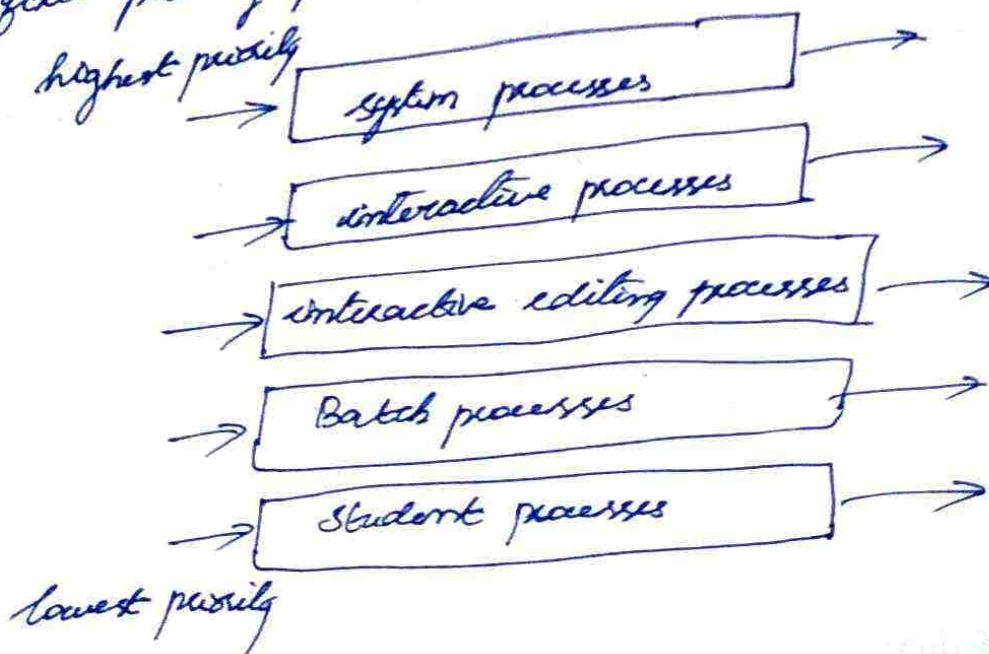 highest priority
system processes
interactive processes
interactive editing processes
Batch processes
Student processes
lowest priority